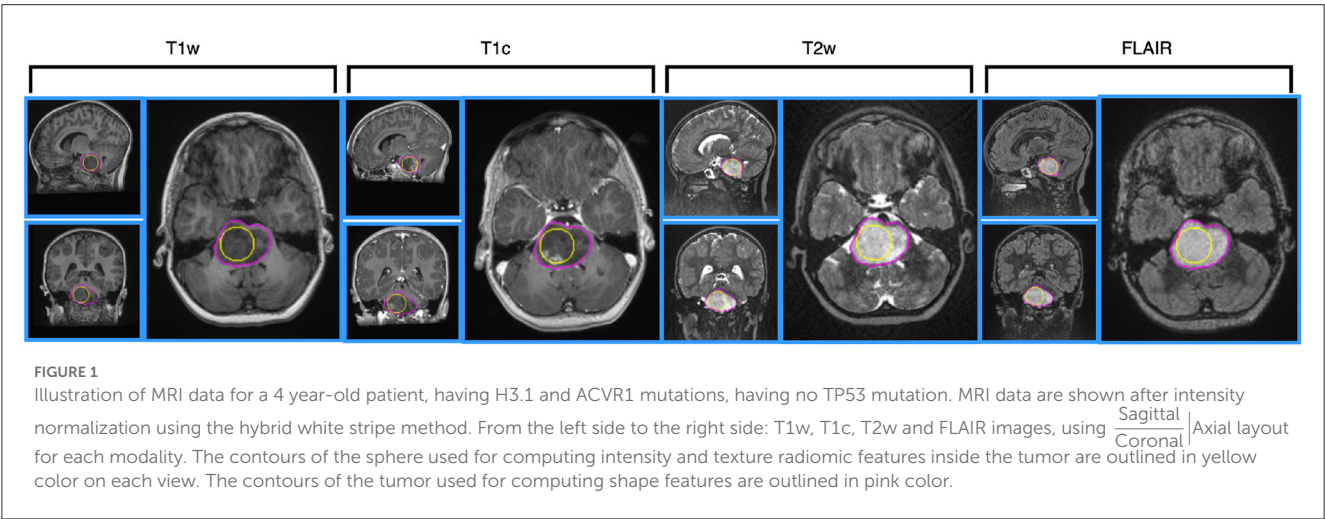 T1w T1c T2w FLAIR
FIGURE 1
Illustration of MRI data for a 4 year-old patient, having H3.1 and ACVR1 mutations, having no TP53 mutation. MRI data are shown after intensity
normalization using the hybrid white stripe method. From the left side to the right side: T1w, T1c, T2w and FLAIR images, using Sagittal/Coronal|Axial layout
for each modality. The contours of the sphere used for computing intensity and texture radiomic features inside the tumor are outlined in yellow
color on each view. The contours of the tumor used for computing shape features are outlined in pink color.